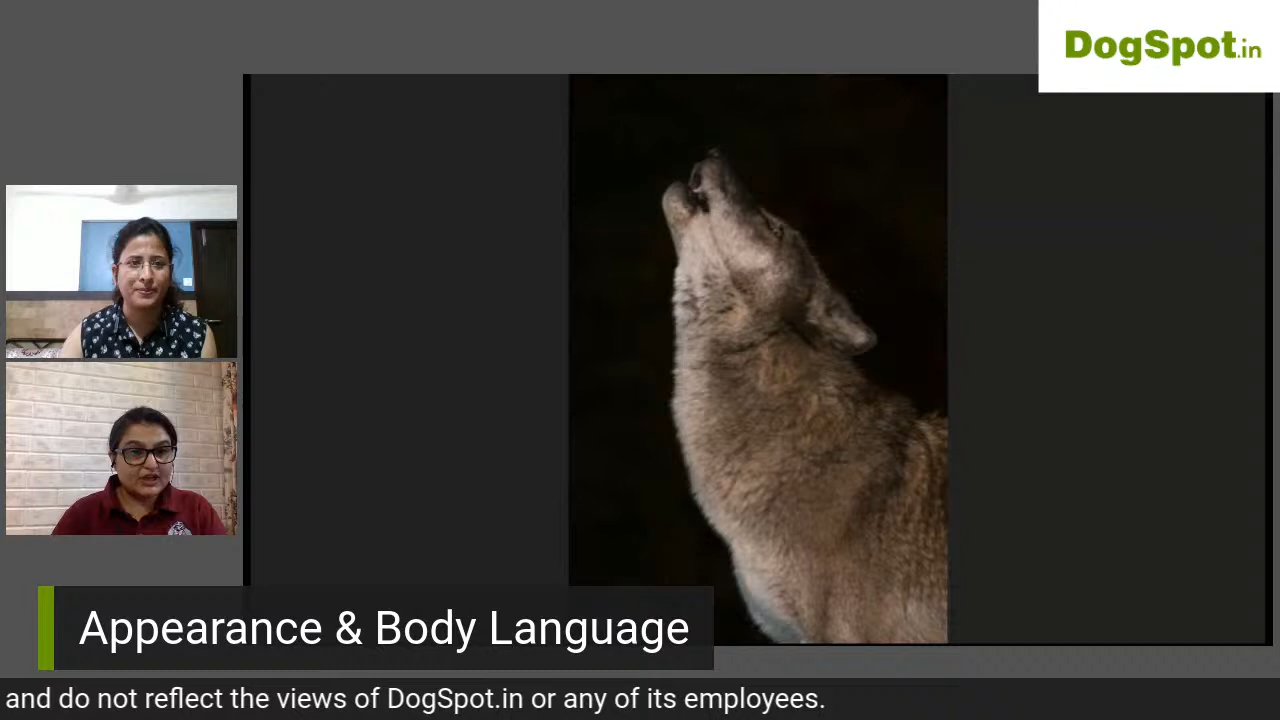 DogSpot.in
Appearance & Body Language
and do not reflect the views of DogSpot.in or any of its employees.